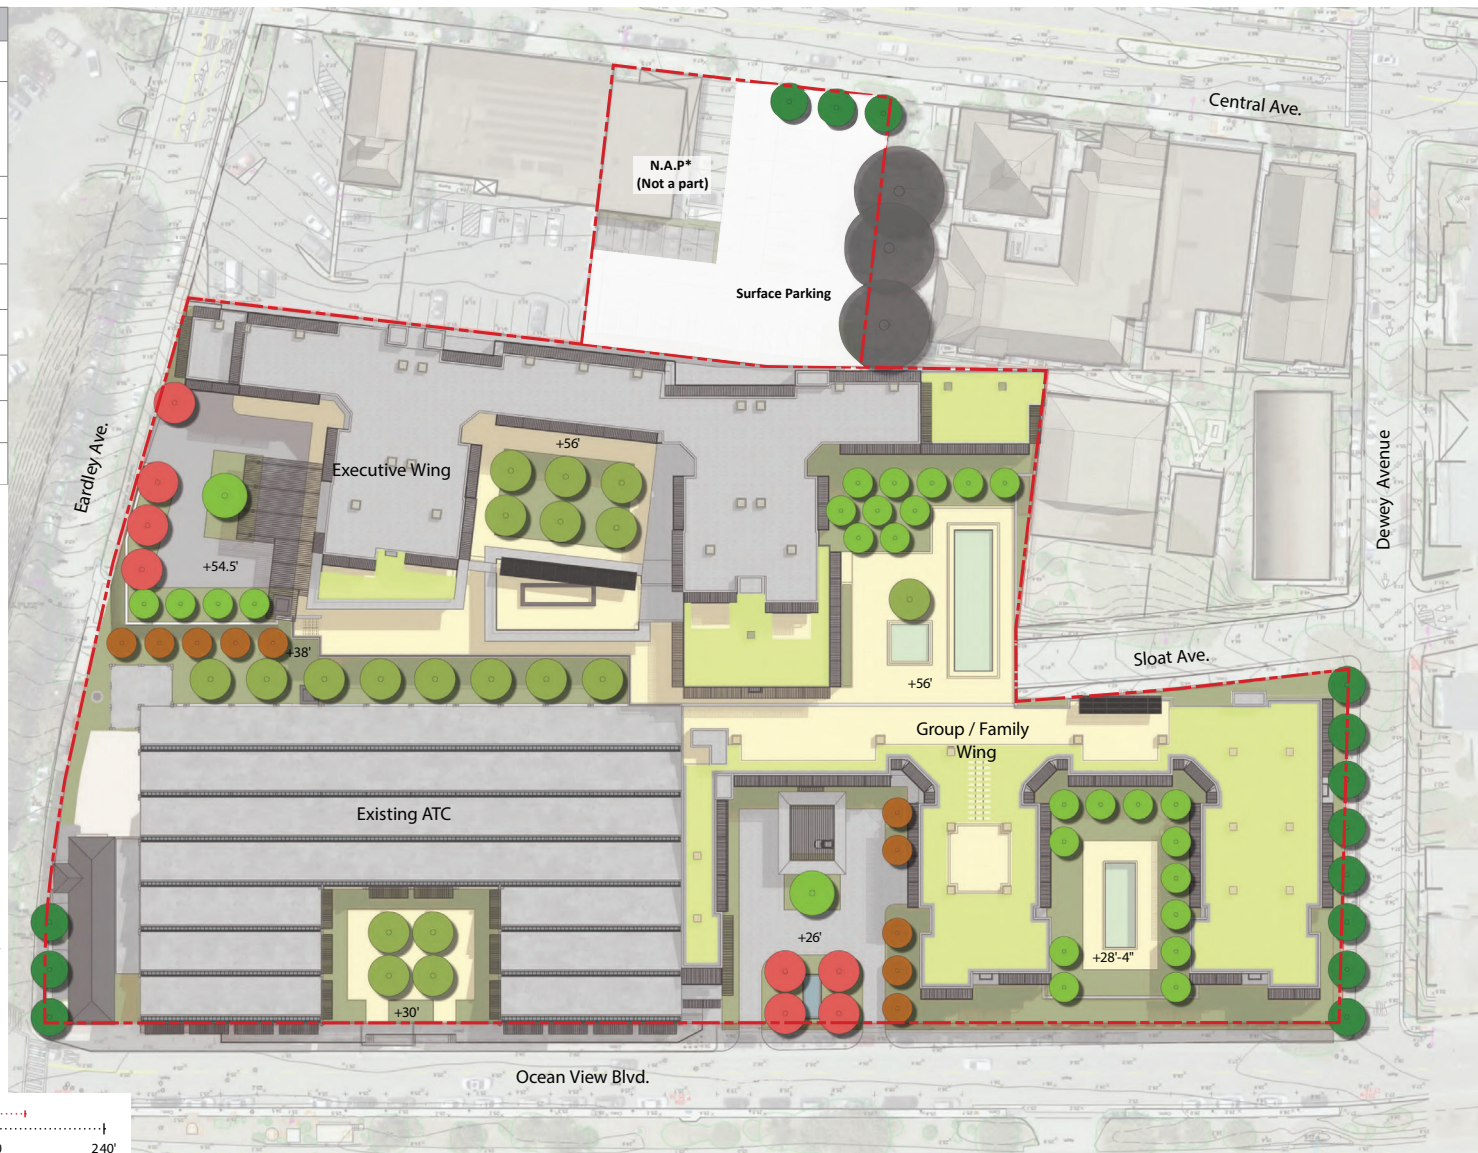 Central Ave.
N.A.P*
(Not a part)
Surface Parking
Eardley Ave.
Executive Wing
+56'
Dewey Avenue
+54.5'
+38'
Sloat Ave.
+56'
Group / Family
Wing
Existing ATC
+26'
+28'-4"
+30'
Ocean View Blvd.
240'